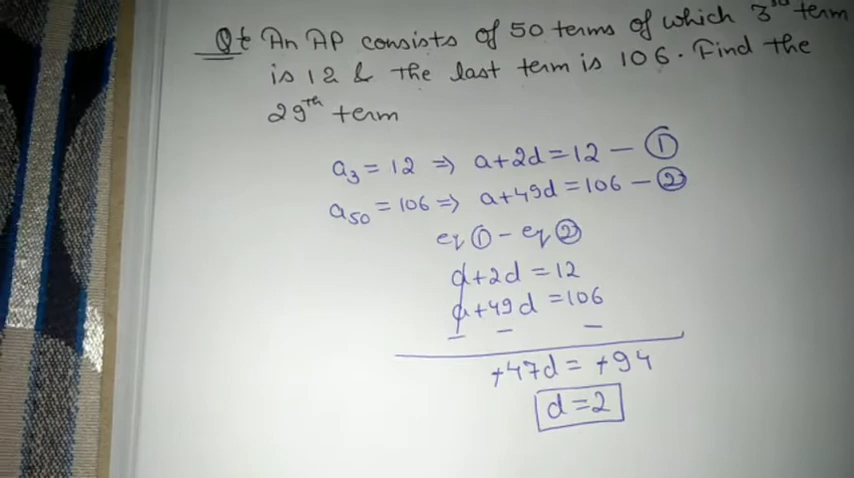 Q6 An AP consists of 50 terms of which 3rd term
is 12 & the last term is 106. Find the
29th term
a₃ = 12 ⇒ a+2d = 12 — ①
a₅₀ = 106 ⇒ a+49d = 106 — ②
eq ① – eq ②
a+2d = 12
a+49d = 106
– – –
+47d = +94
d = 2